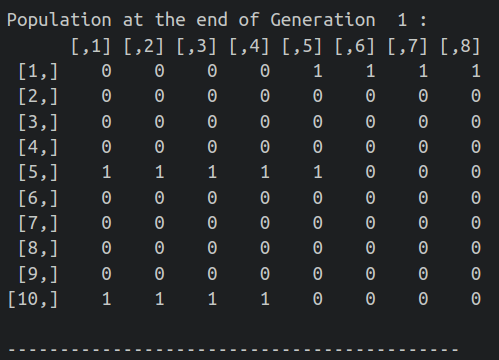 Population at the end of Generation  1 :
      [,1] [,2] [,3] [,4] [,5] [,6] [,7] [,8]
 [1,]    0    0    0    0    1    1    1    1
 [2,]    0    0    0    0    0    0    0    0
 [3,]    0    0    0    0    0    0    0    0
 [4,]    0    0    0    0    0    0    0    0
 [5,]    1    1    1    1    1    0    0    0
 [6,]    0    0    0    0    0    0    0    0
 [7,]    0    0    0    0    0    0    0    0
 [8,]    0    0    0    0    0    0    0    0
 [9,]    0    0    0    0    0    0    0    0
[10,]    1    1    1    1    0    0    0    0
-------------------------------------------